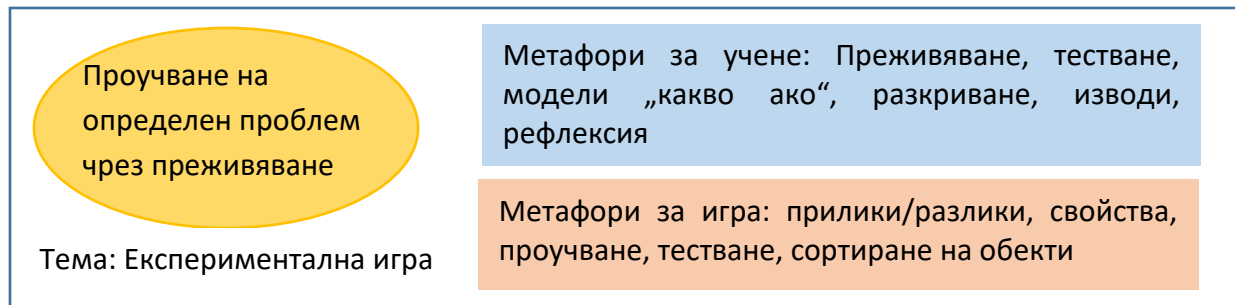 Проучване на
определен проблем
чрез преживяване
Тема: Експериментална игра
Метафори за учене: Преживяване, тестване,
модели „какво ако“, разкриване, изводи,
рефлексия
Метафори за игра: прилики/разлики, свойства,
проучване, тестване, сортиране на обекти